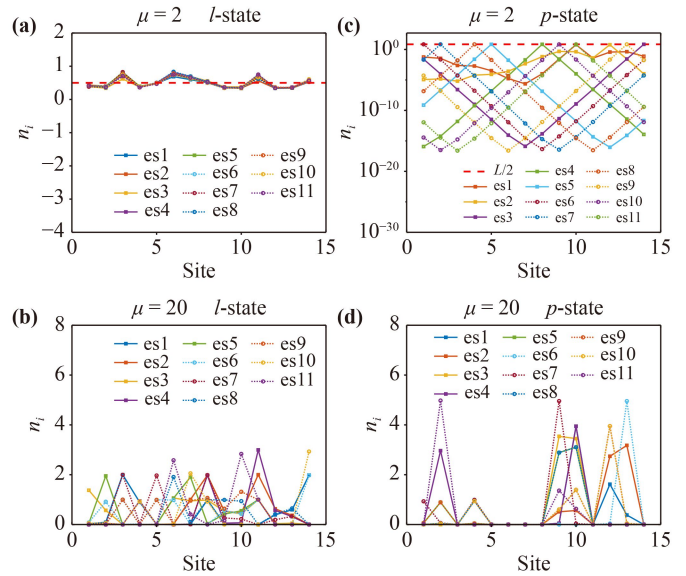 (a) μ = 2 l-state
2
1
0
−1
−2
−3
−4
n_i
es1 es5 es9
es2 es6 es10
es3 es7 es11
es4 es8
0 5 10 15
Site
(c) μ = 2 p-state
10^0
10^−10
10^−20
10^−30
n_i
L/2 es4 es8
es1 es5 es9
es2 es6 es10
es3 es7 es11
0 5 10 15
Site
(b) μ = 20 l-state
8
6
4
2
0
n_i
es1 es5 es9
es2 es6 es10
es3 es7 es11
es4 es8
0 5 10 15
Site
(d) μ = 20 p-state
8
6
4
2
0
n_i
es1 es5 es9
es2 es6 es10
es3 es7 es11
es4 es8
0 5 10 15
Site